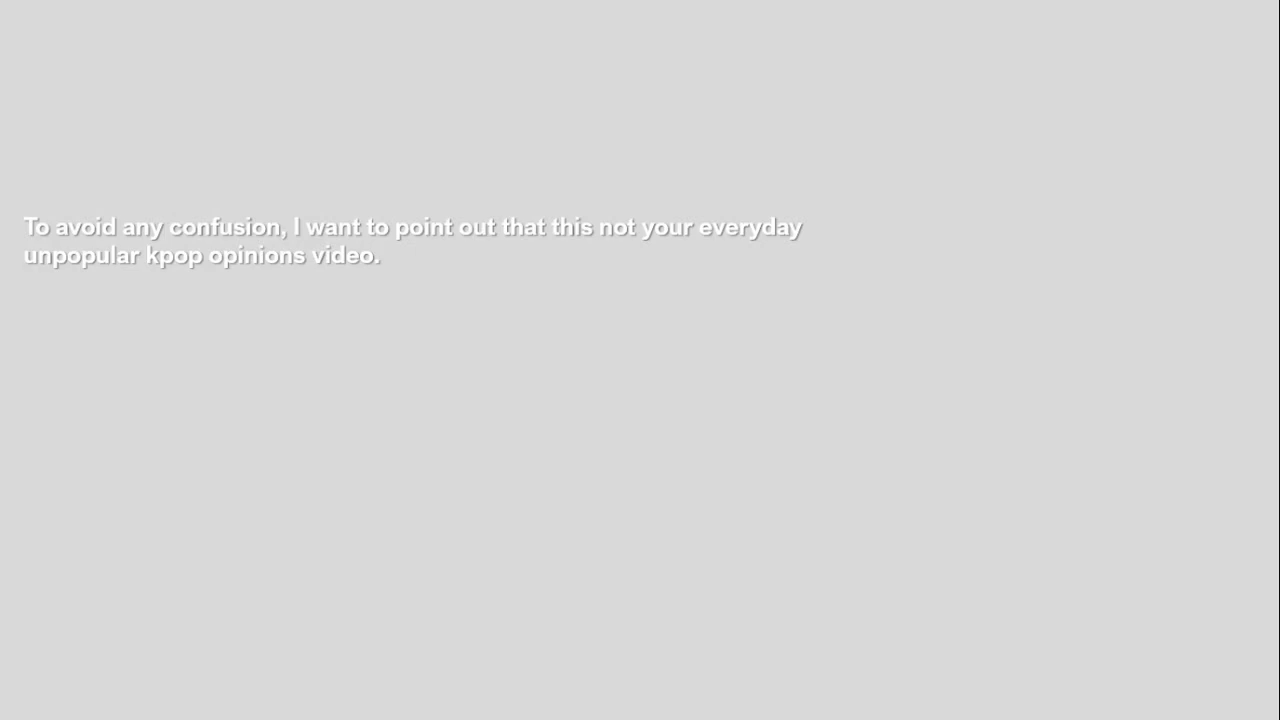 To avoid any confusion, I want to point out that this not your everyday
unpopular kpop opinions video.